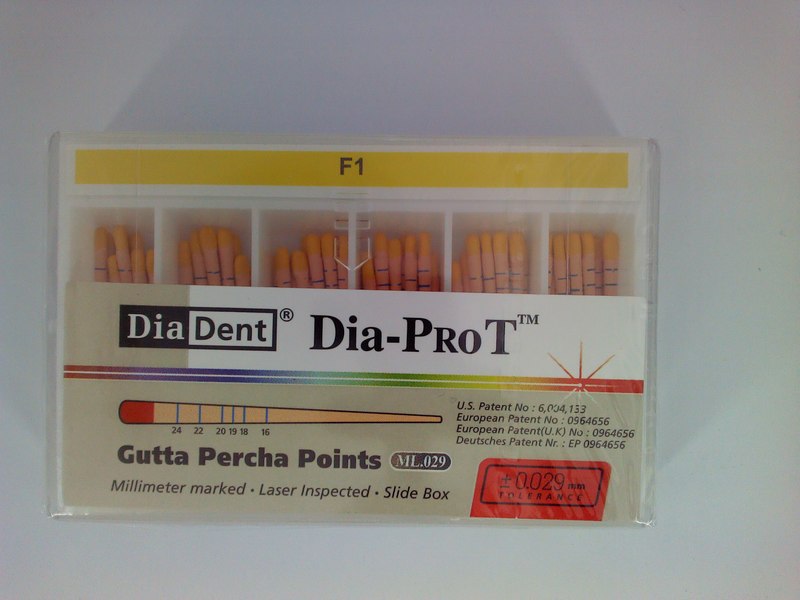 F1
DiaDent® Dia-ProT™
24 22 20 19 18 16
U.S. Patent No : 6,004,133
European Patent No : 0964656
European Patent(U.K) No : 0964656
Deutsches Patent Nr. : EP 0964656
Gutta Percha Points ML.029
Millimeter marked · Laser Inspected · Slide Box
±0.029 mm
TOLERANCE